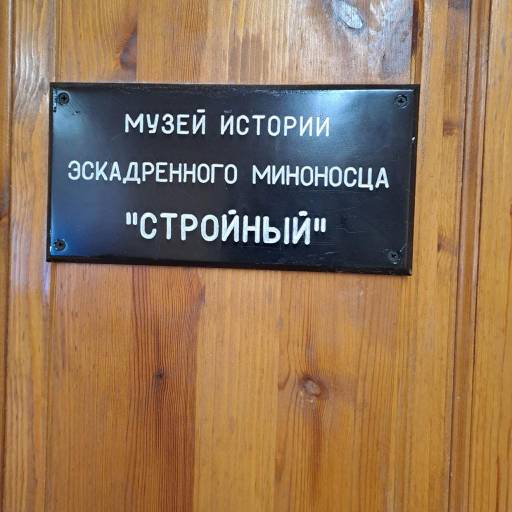 МУЗЕЙ ИСТОРИИ
ЭСКАДРЕННОГО МИНОНОСЦА
"СТРОЙНЫЙ"